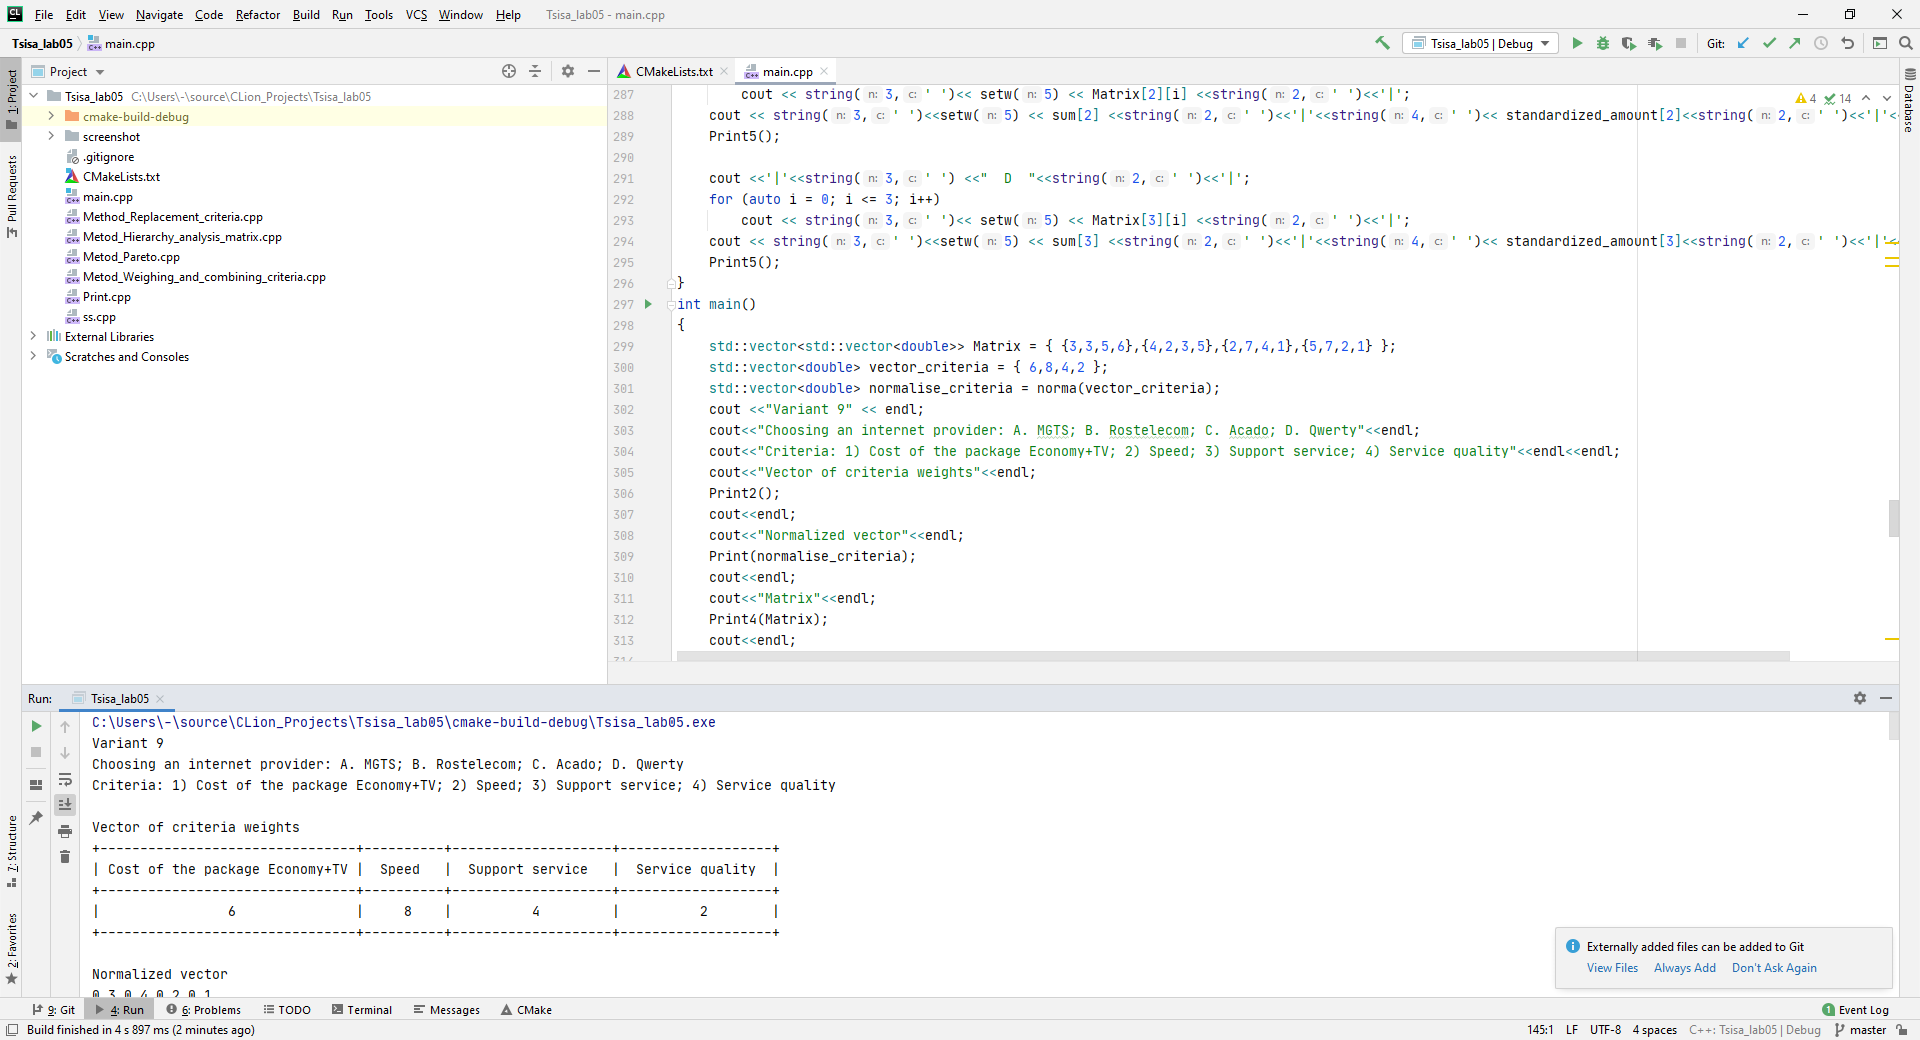 File Edit View Navigate Code Refactor Build Run Tools VCS Window Help Tsisa_lab05 - main.cpp
Tsisa_lab05 main.cpp Tsisa_lab05 | Debug Git:
1: Project
Pull Requests
7: Structure
2: Favorites
Project
Tsisa_lab05 C:\Users\-\source\CLion_Projects\Tsisa_lab05
cmake-build-debug
screenshot
.gitignore
CMakeLists.txt
main.cpp
Method_Replacement_criteria.cpp
Metod_Hierarchy_analysis_matrix.cpp
Metod_Pareto.cpp
Metod_Weighing_and_combining_criteria.cpp
Print.cpp
ss.cpp
External Libraries
Scratches and Consoles
CMakeLists.txt main.cpp
4 14
Database
287 cout << string( n: 3, c: ' ')<< setw( n: 5) << Matrix[2][i] <<string( n: 2, c: ' ')<<'|';
288 cout << string( n: 3, c: ' ')<<setw( n: 5) << sum[2] <<string( n: 2, c: ' ')<<'|'<<string( n: 4, c: ' ')<< standardized_amount[2]<<string( n: 2, c: ' ')<<'|'<
289 Print5();
290
291 cout <<'|'<<string( n: 3, c: ' ') <<"  D  "<<string( n: 2, c: ' ')<<'|';
292 for (auto i = 0; i <= 3; i++)
293 cout << string( n: 3, c: ' ')<< setw( n: 5) << Matrix[3][i] <<string( n: 2, c: ' ')<<'|';
294 cout << string( n: 3, c: ' ')<<setw( n: 5) << sum[3] <<string( n: 2, c: ' ')<<'|'<<string( n: 4, c: ' ')<< standardized_amount[3]<<string( n: 2, c: ' ')<<'|'<
295 Print5();
296 }
297 int main()
298 {
299 std::vector<std::vector<double>> Matrix = { {3,3,5,6},{4,2,3,5},{2,7,4,1},{5,7,2,1} };
300 std::vector<double> vector_criteria = { 6,8,4,2 };
301 std::vector<double> normalise_criteria = norma(vector_criteria);
302 cout <<"Variant 9" << endl;
303 cout<<"Choosing an internet provider: A. MGTS; B. Rostelecom; C. Acado; D. Qwerty"<<endl;
304 cout<<"Criteria: 1) Cost of the package Economy+TV; 2) Speed; 3) Support service; 4) Service quality"<<endl<<endl;
305 cout<<"Vector of criteria weights"<<endl;
306 Print2();
307 cout<<endl;
308 cout<<"Normalized vector"<<endl;
309 Print(normalise_criteria);
310 cout<<endl;
311 cout<<"Matrix"<<endl;
312 Print4(Matrix);
313 cout<<endl;
314
Run: Tsisa_lab05
C:\Users\-\source\CLion_Projects\Tsisa_lab05\cmake-build-debug\Tsisa_lab05.exe
Variant 9
Choosing an internet provider: A. MGTS; B. Rostelecom; C. Acado; D. Qwerty
Criteria: 1) Cost of the package Economy+TV; 2) Speed; 3) Support service; 4) Service quality
Vector of criteria weights
+--------------------------------+----------+--------------------+-------------------+
| Cost of the package Economy+TV |  Speed   |  Support service   |  Service quality  |
+--------------------------------+----------+--------------------+-------------------+
|                6               |     8    |          4         |          2        |
+--------------------------------+----------+--------------------+-------------------+
Normalized vector
0.3 0.4 0.2 0.1
Externally added files can be added to Git
View Files Always Add Don't Ask Again
9: Git 4: Run 6: Problems TODO Terminal Messages CMake 1 Event Log
Build finished in 4 s 897 ms (2 minutes ago) 145:1 LF UTF-8 4 spaces C++: Tsisa_lab05 | Debug master